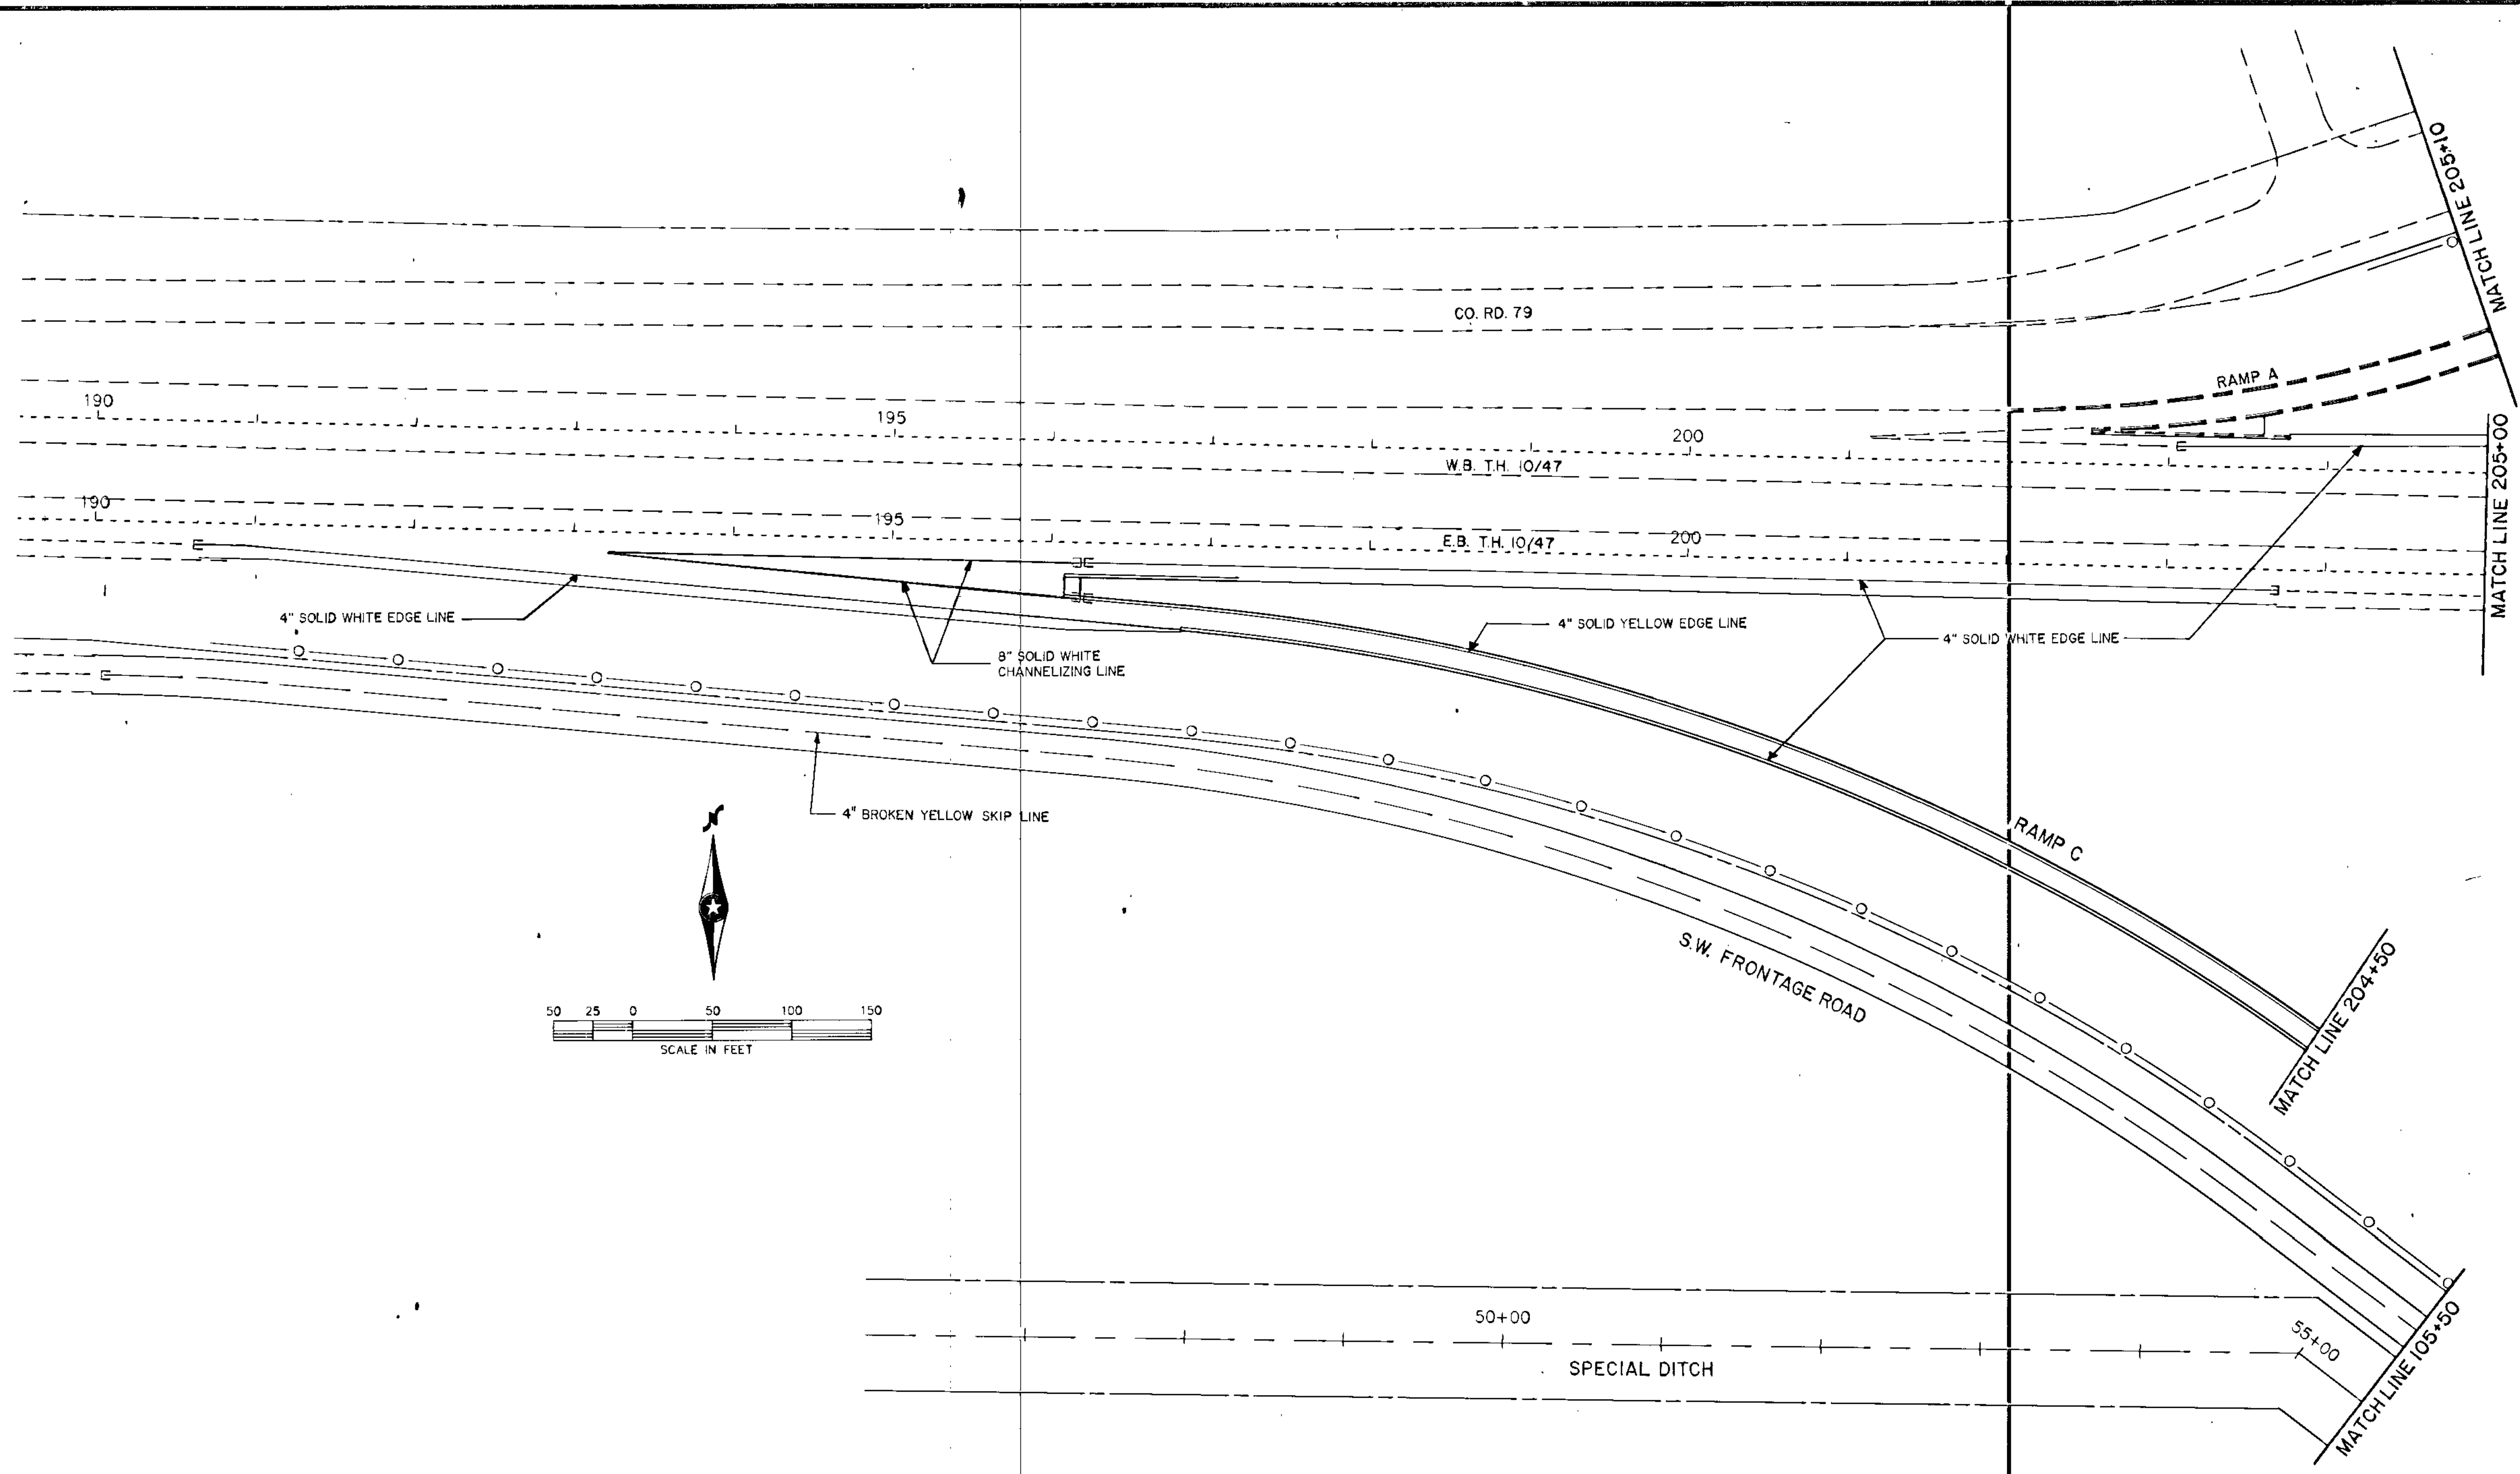 MATCH LINE 205+10
CO. RD. 79
RAMP A
190
195
200
W.B. T.H. 10/47
MATCH LINE 205+00
190
195
200
E.B. T.H. 10/47
4" SOLID WHITE EDGE LINE
4" SOLID YELLOW EDGE LINE
4" SOLID WHITE EDGE LINE
8" SOLID WHITE
CHANNELIZING LINE
4" BROKEN YELLOW SKIP LINE
N
RAMP C
S.W. FRONTAGE ROAD
MATCH LINE 204+50
50 25 0 50 100 150
SCALE IN FEET
50+00
55+00
SPECIAL DITCH
MATCH LINE 105+50